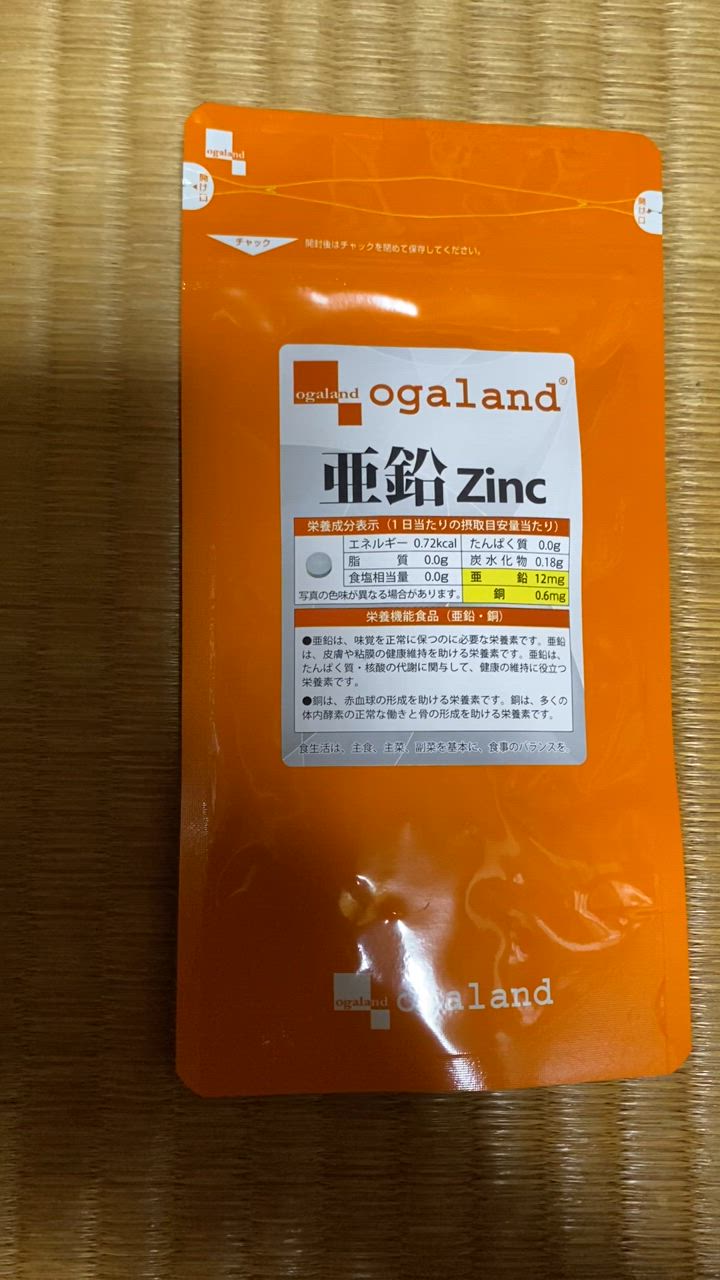 ogaland
開け口
開け口
チャック
開封後はチャックを閉めて保存してください。
ogaland ogaland®
亜鉛 Zinc
栄養成分表示（1日当たりの摂取目安量当たり）
エネルギー 0.72kcal たんぱく質 0.0g
脂質 0.0g 炭水化物 0.18g
食塩相当量 0.0g 亜鉛 12mg
写真の色味が異なる場合があります。 銅 0.6mg
栄養機能食品（亜鉛・銅）
●亜鉛は、味覚を正常に保つのに必要な栄養素です。亜鉛
は、皮膚や粘膜の健康維持を助ける栄養素です。亜鉛は、
たんぱく質・核酸の代謝に関与して、健康の維持に役立つ
栄養素です。
●銅は、赤血球の形成を助ける栄養素です。銅は、多くの
体内酵素の正常な働きと骨の形成を助ける栄養素です。
食生活は、主食、主菜、副菜を基本に、食事のバランスを。
ogaland ogaland